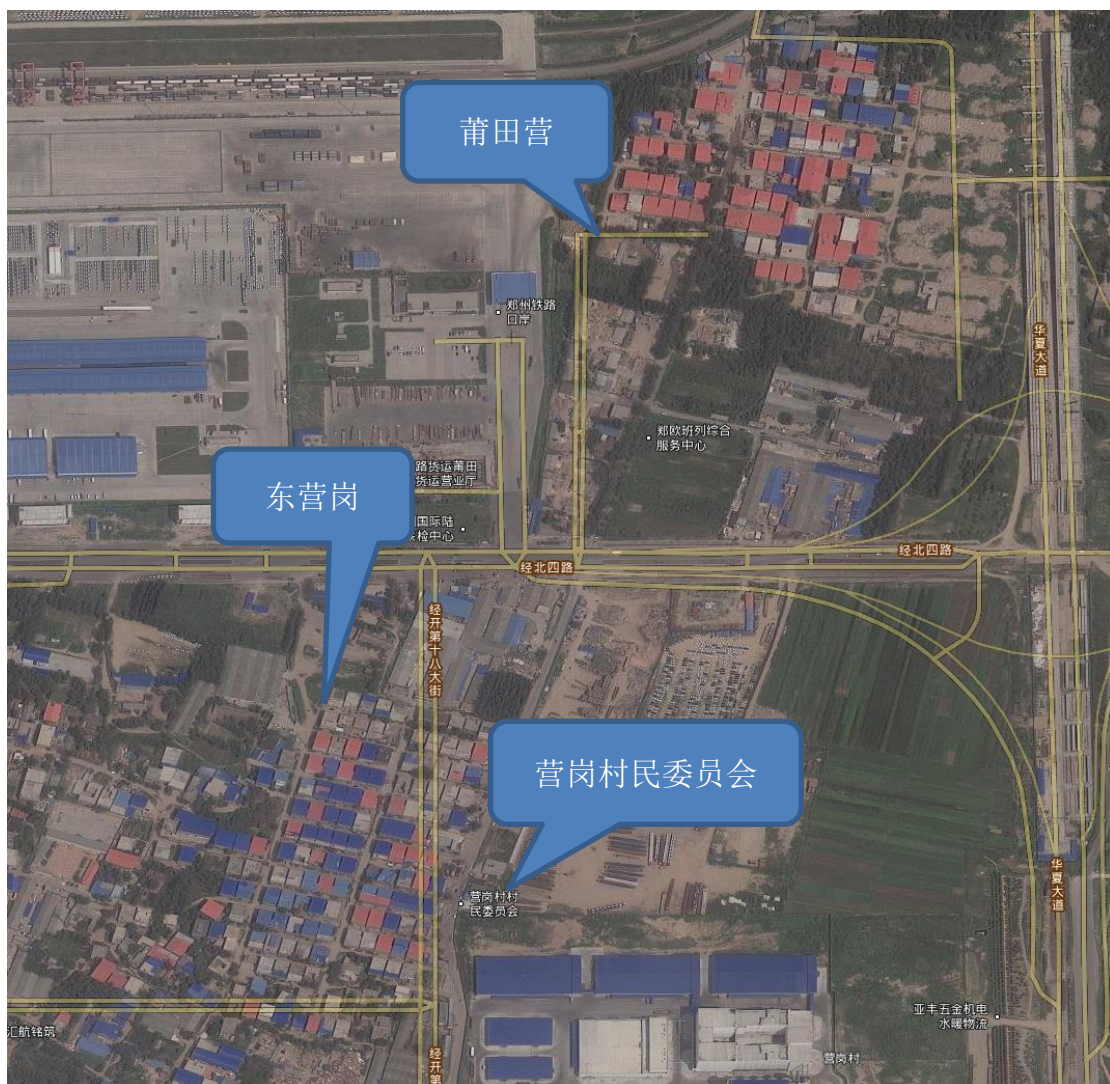 莆田营
郑州铁路
口岸
华夏大道
郑欧班列综合
服务中心
路货运莆田
货运营业厅
东营岗
国际陆
检中心
经北四路
经北四路
经开第十八大街
营岗村民委员会
营岗村村
民委员会
华夏大道
亚丰五金机电
水暖物流
汇航铭筑
营岗村
经开第